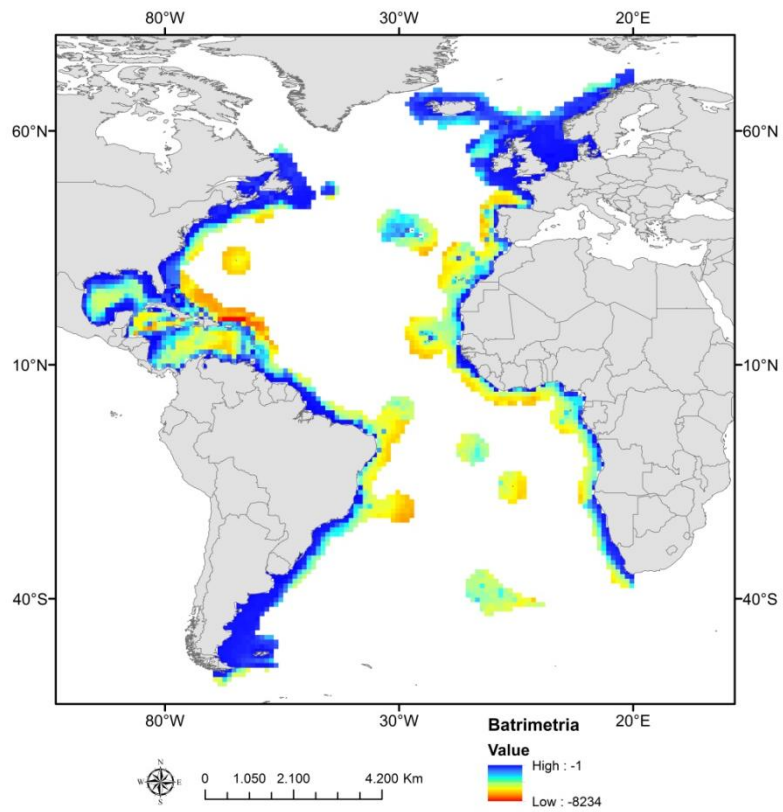 80°W 30°W 20°E
60°N 60°N
10°N 10°N
40°S 40°S
80°W 30°W 20°E
Batrimetria
Value
High : -1
Low : -8234
N
W E
S
0 1.050 2.100 4.200 Km